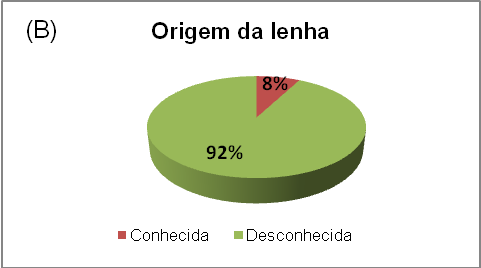 (B)
Origem da lenha
8%
92%
Conhecida
Desconhecida